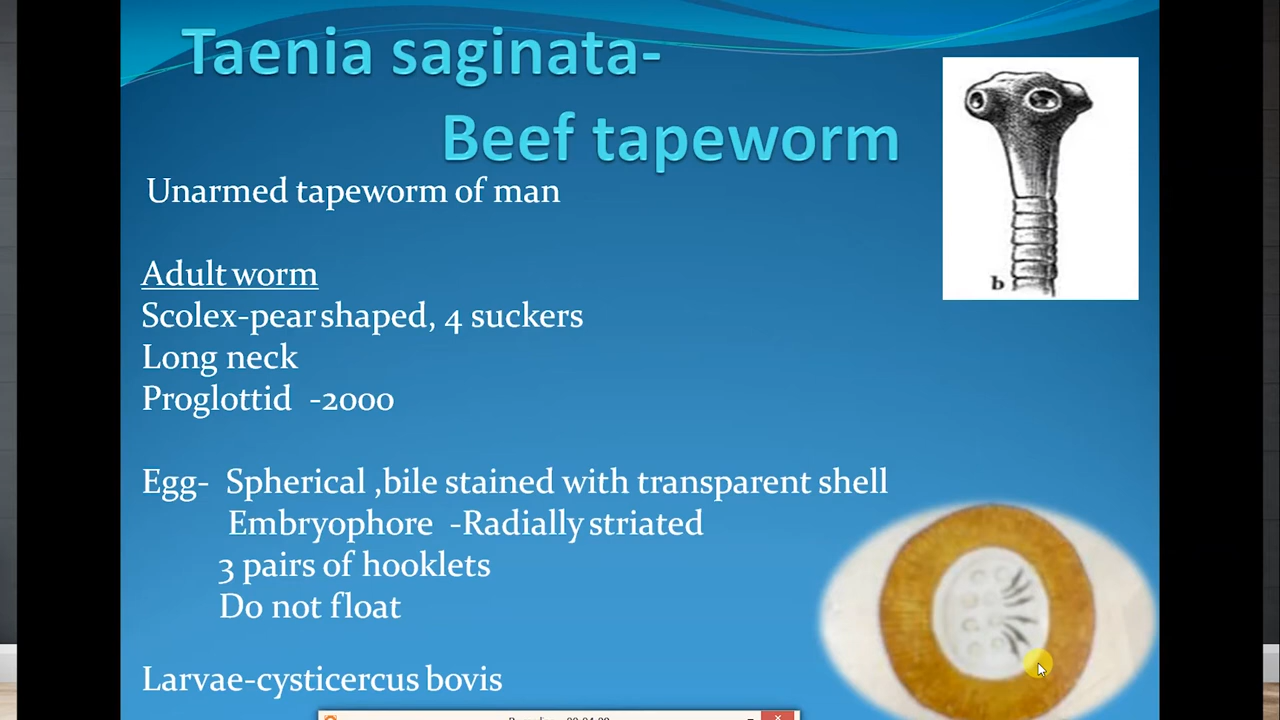 Taenia saginata-
Beef tapeworm
Unarmed tapeworm of man
Adult worm
Scolex-pear shaped, 4 suckers
Long neck
Proglottid -2000
Egg- Spherical ,bile stained with transparent shell
Embryophore -Radially striated
3 pairs of hooklets
Do not float
Larvae-cysticercus bovis
b